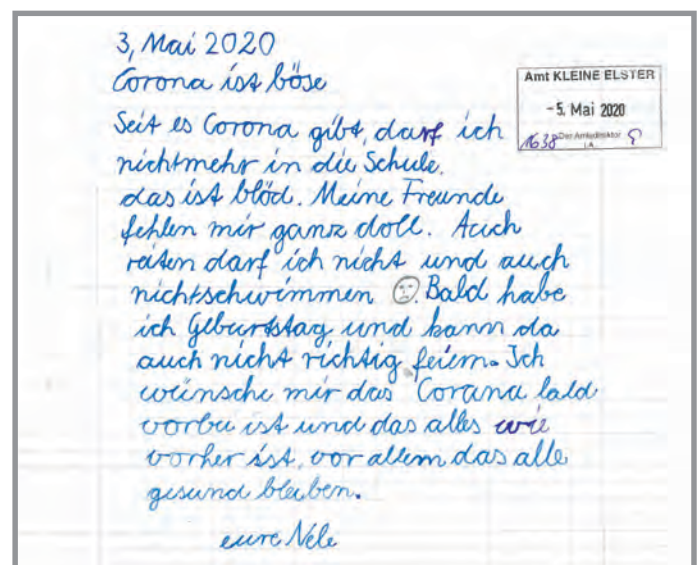 3, Mai 2020
Corona ist böse
Amt KLEINE ELSTER
-5. Mai 2020
Der Amtsdirektor
i.A.
1638
Seit es Corona gibt, darf ich
nichtmehr in die Schule.
das ist blöd. Meine Freunde
fehlen mir ganz doll. Auch
reiten darf ich nicht und auch
nichtschwimmen Bald habe
ich Geburtstag und kann da
auch nicht richtig feiern. Ich
wünsche mir das Corana bald
vorbei ist und das alles wie
vorher ist, vor allem das alle
gesund bleiben.
eure Nele